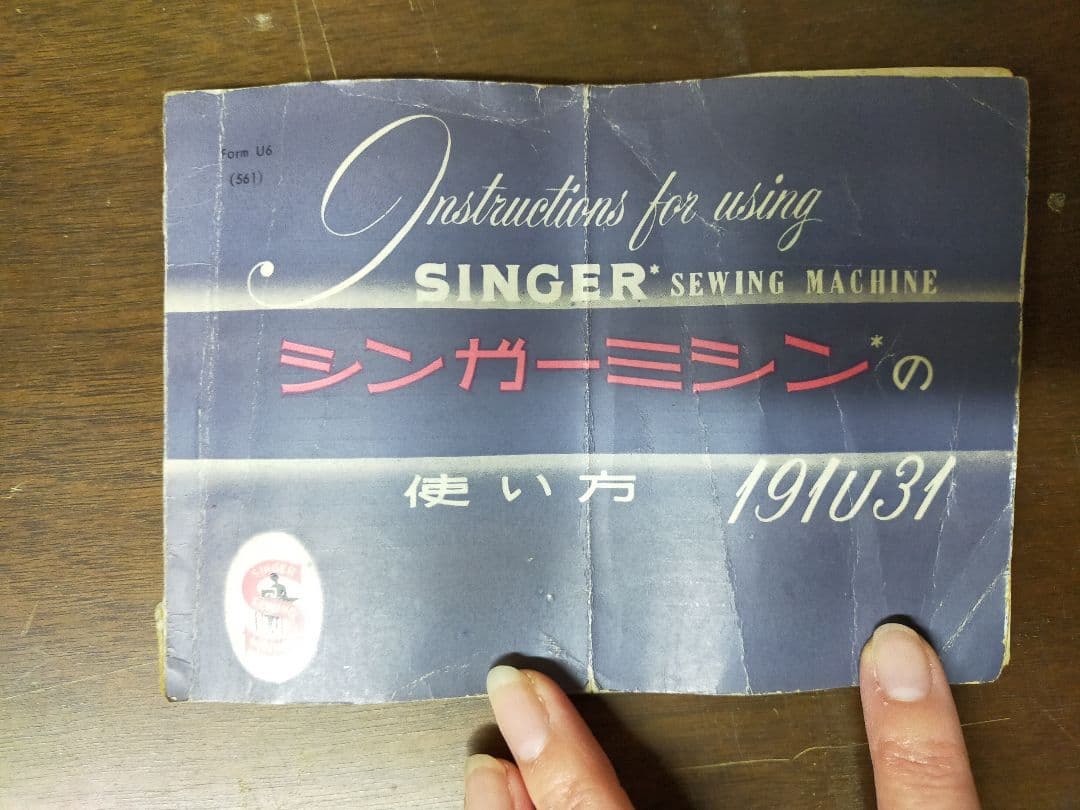 Form U6
(561)
Instructions for using
SINGER* SEWING MACHINE
シンガーミシン*の
使い方 191U31
SINGER